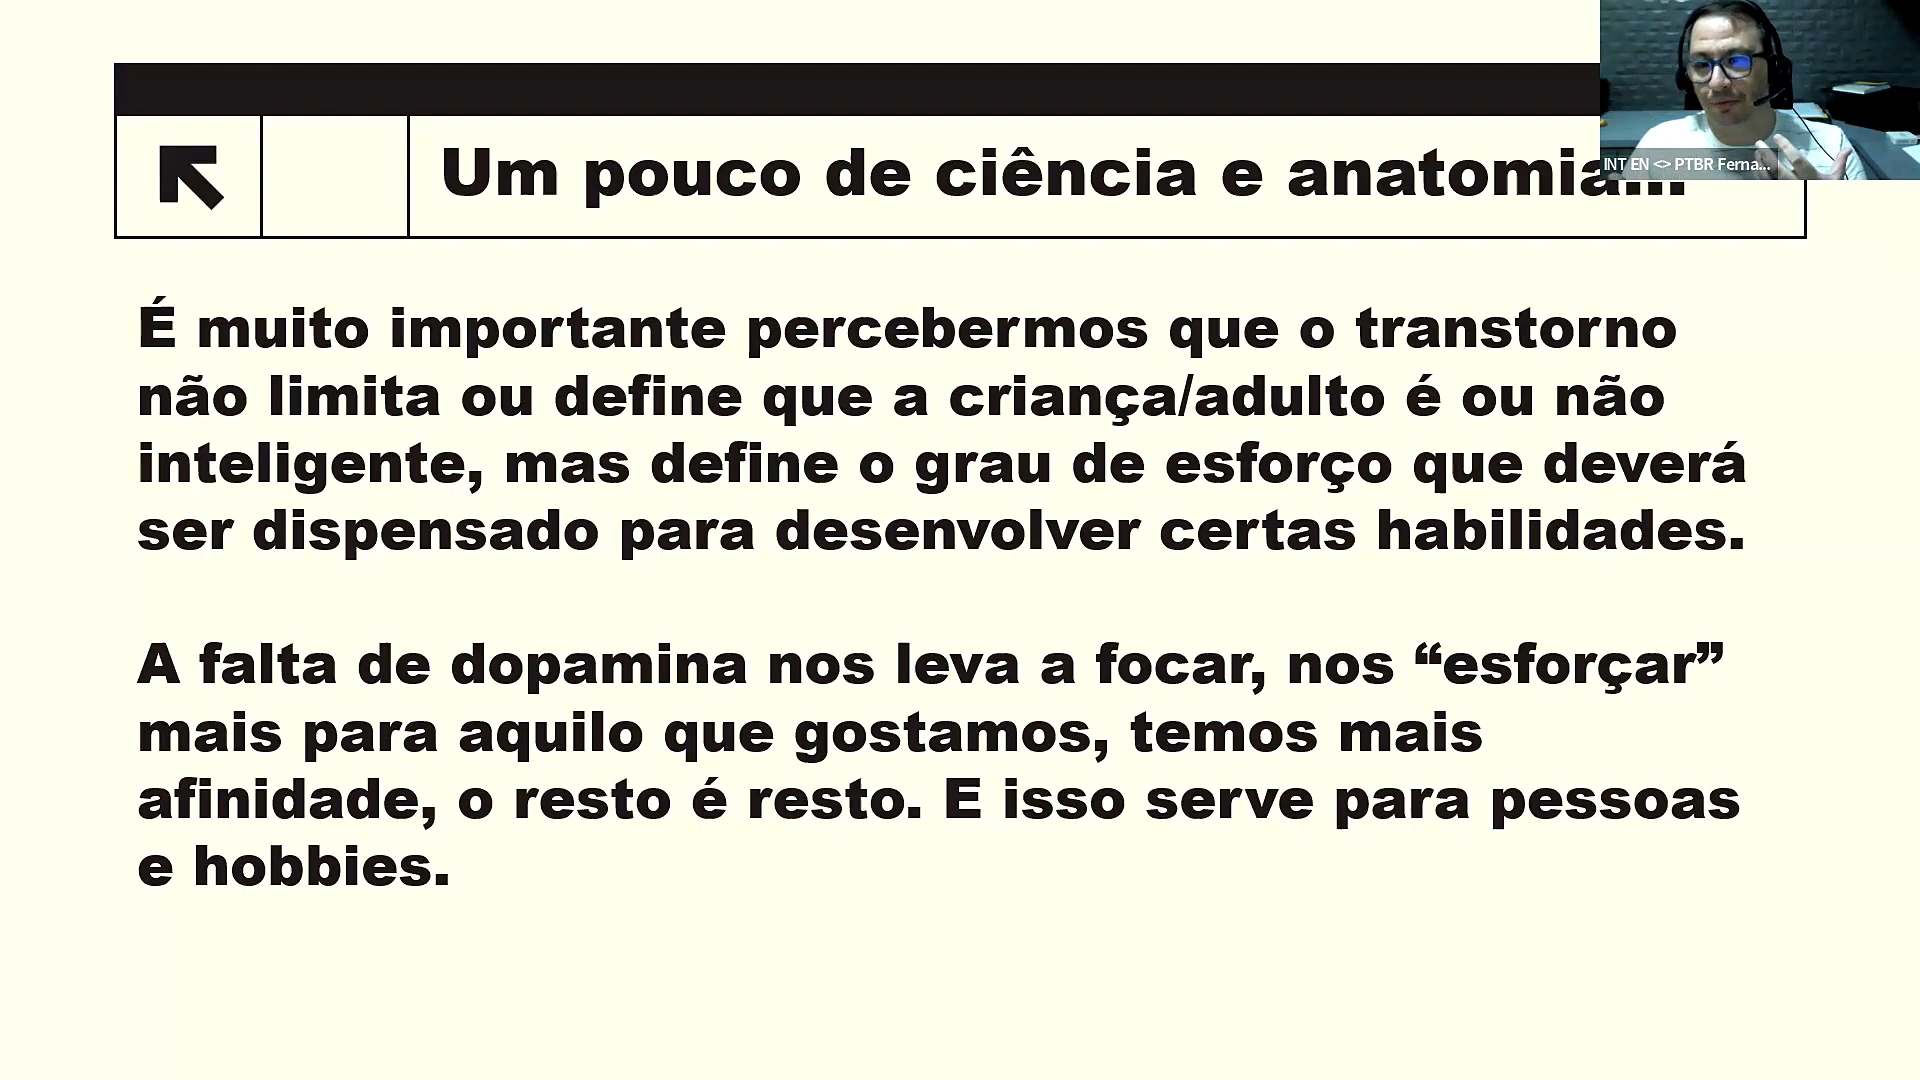 INT EN <> PTBR Ferna...
Um pouco de ciência e anatomia...
É muito importante percebermos que o transtorno
não limita ou define que a criança/adulto é ou não
inteligente, mas define o grau de esforço que deverá
ser dispensado para desenvolver certas habilidades.
A falta de dopamina nos leva a focar, nos “esforçar”
mais para aquilo que gostamos, temos mais
afinidade, o resto é resto. E isso serve para pessoas
e hobbies.